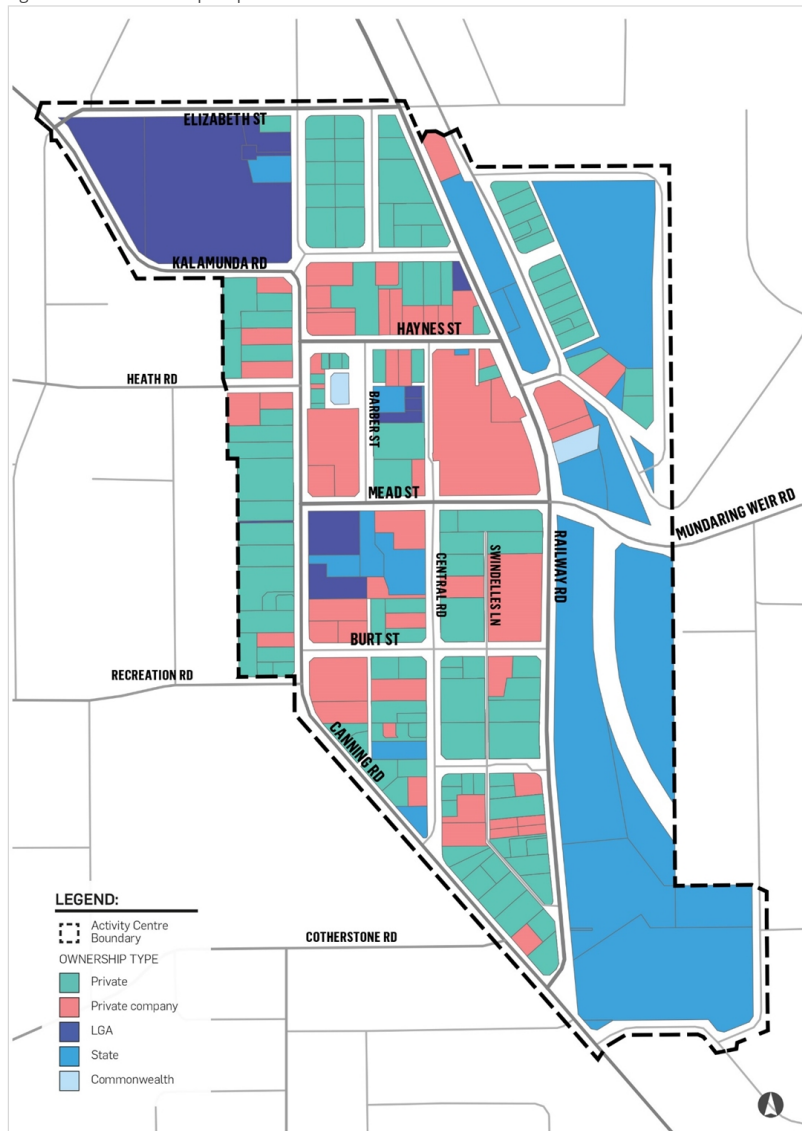 ELIZABETH ST
KALAMUNDA RD
HAYNES ST
HEATH RD
BARBER ST
MEAD ST
MUNDARING WEIR RD
CENTRAL RD
SWINDELLES LN
RAILWAY RD
BURT ST
RECREATION RD
CANNING RD
COTHERSTONE RD
LEGEND:
Activity Centre
Boundary
OWNERSHIP TYPE
Private
Private company
LGA
State
Commonwealth